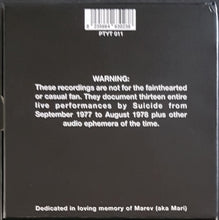 PTYT 011
WARNING:
These recordings are not for the fainthearted
or casual fan. They document thirteen entire
live performances by Suicide from
September 1977 to August 1978 plus other
audio ephemera of the time.
Dedicated in loving memory of Marev (aka Mari)